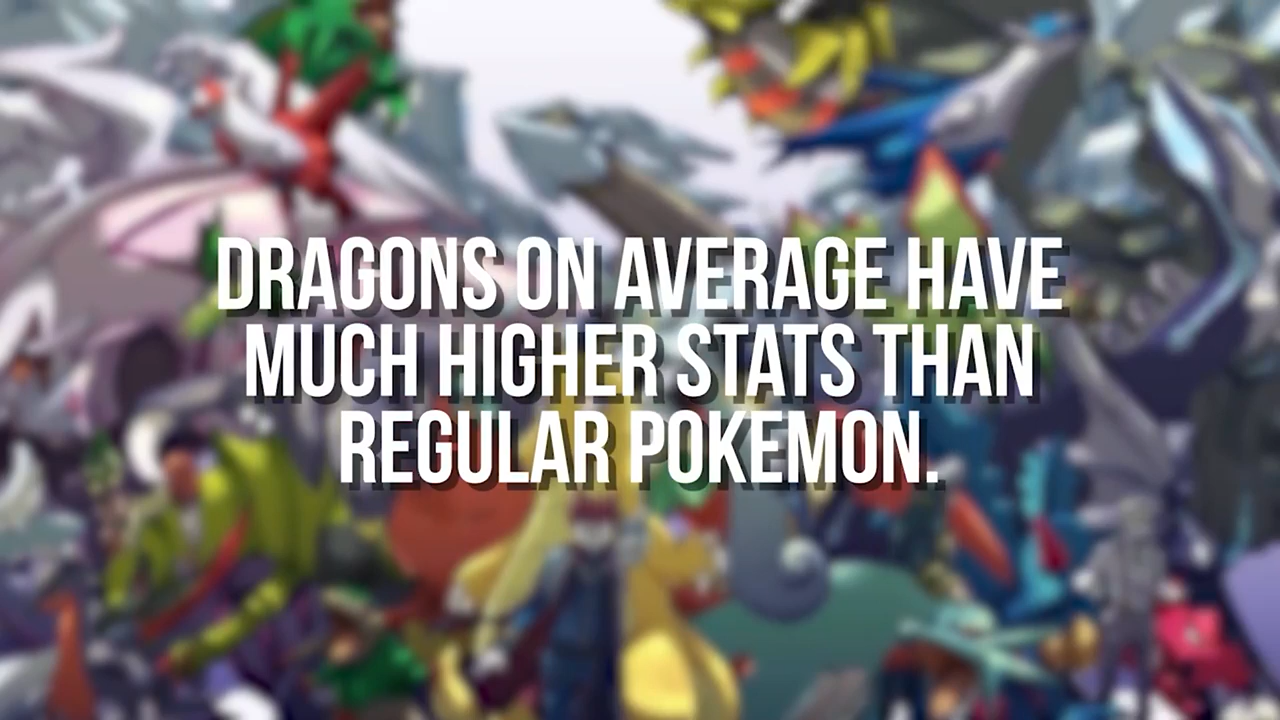 DRAGONS ON AVERAGE HAVE
MUCH HIGHER STATS THAN
REGULAR POKEMON.